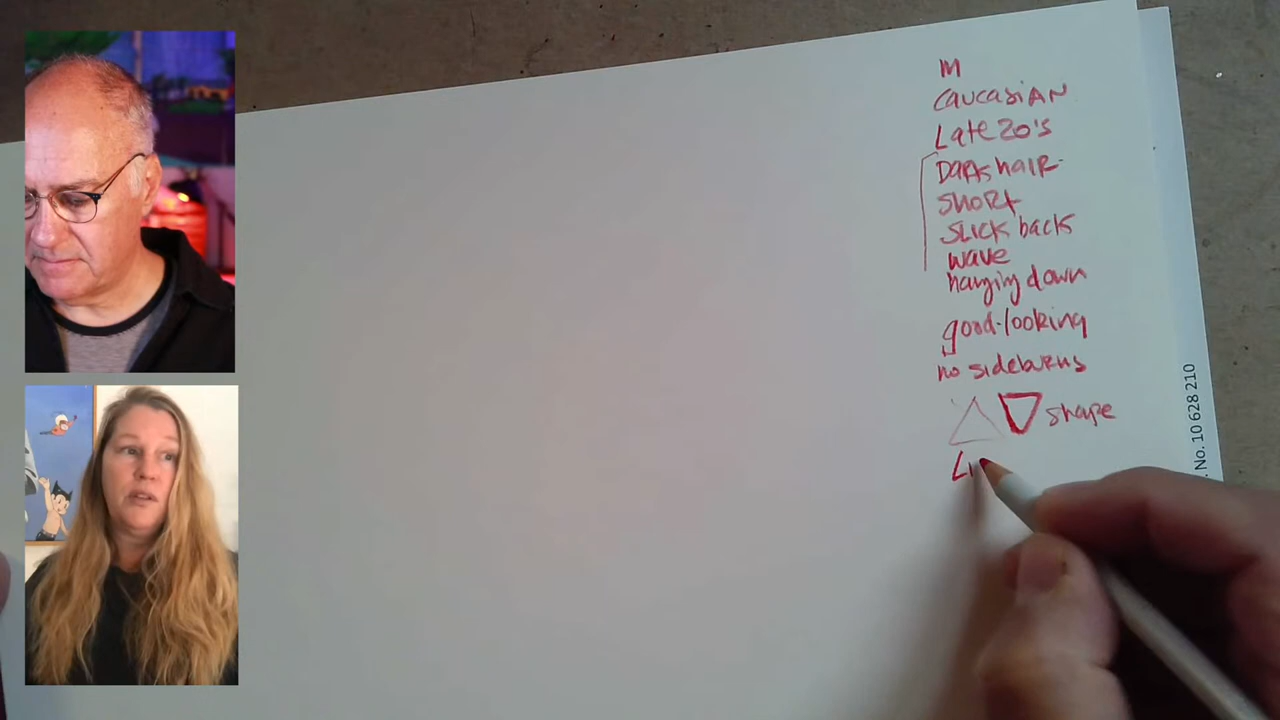 M
CAUCASIAN
Late 20's
Dark hair
short
slick back
wave
hanging down
good-looking
no sideburns
shape
Li
. No. 10 628 210